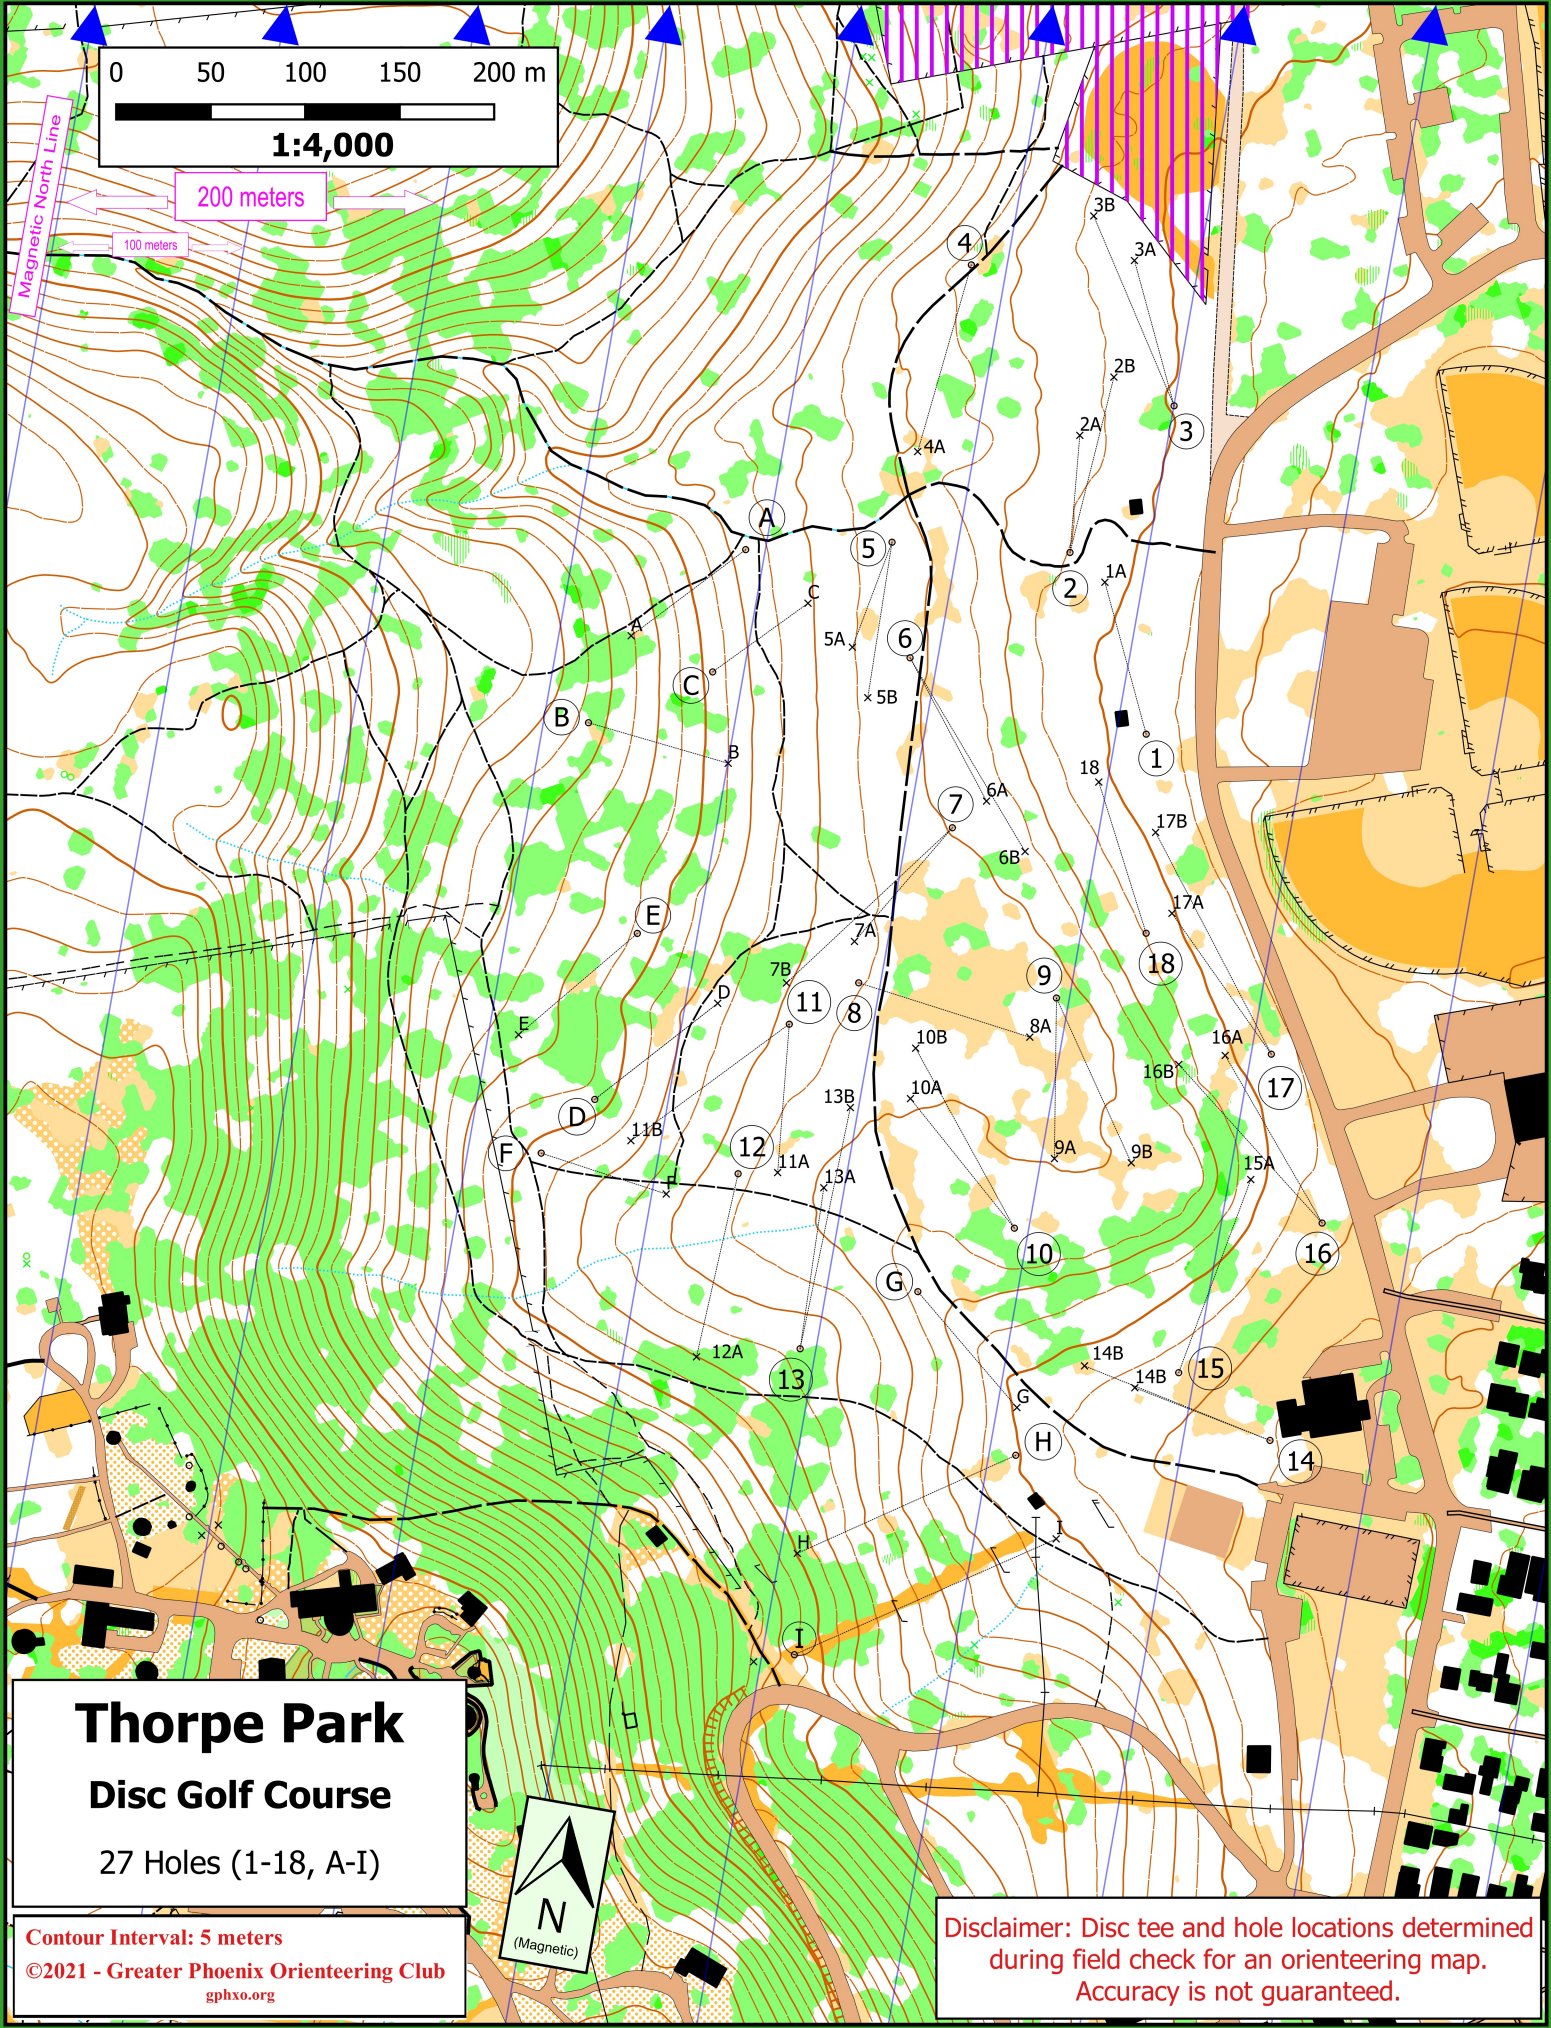 0 50 100 150 200 m
1:4,000
Magnetic North Line
200 meters
100 meters
3B
4
3A
2B
3
2A
4A
A
5
1A
2
C
A
5A
6
C
5B
B
1
B
18
6A
7
17B
6B
E
17A
7A
18
7B
9
D
11
8
E
8A
10B
16A
16B
17
10A
13B
D
11B
12
F
9A
9B
11A
15A
13A
F
10
16
G
12A
14B
15
13
14B
G
H
14
I
H
I
Thorpe Park
Disc Golf Course
27 Holes (1-18, A-I)
N
(Magnetic)
Contour Interval: 5 meters
©2021 - Greater Phoenix Orienteering Club
gphxo.org
Disclaimer: Disc tee and hole locations determined
during field check for an orienteering map.
Accuracy is not guaranteed.